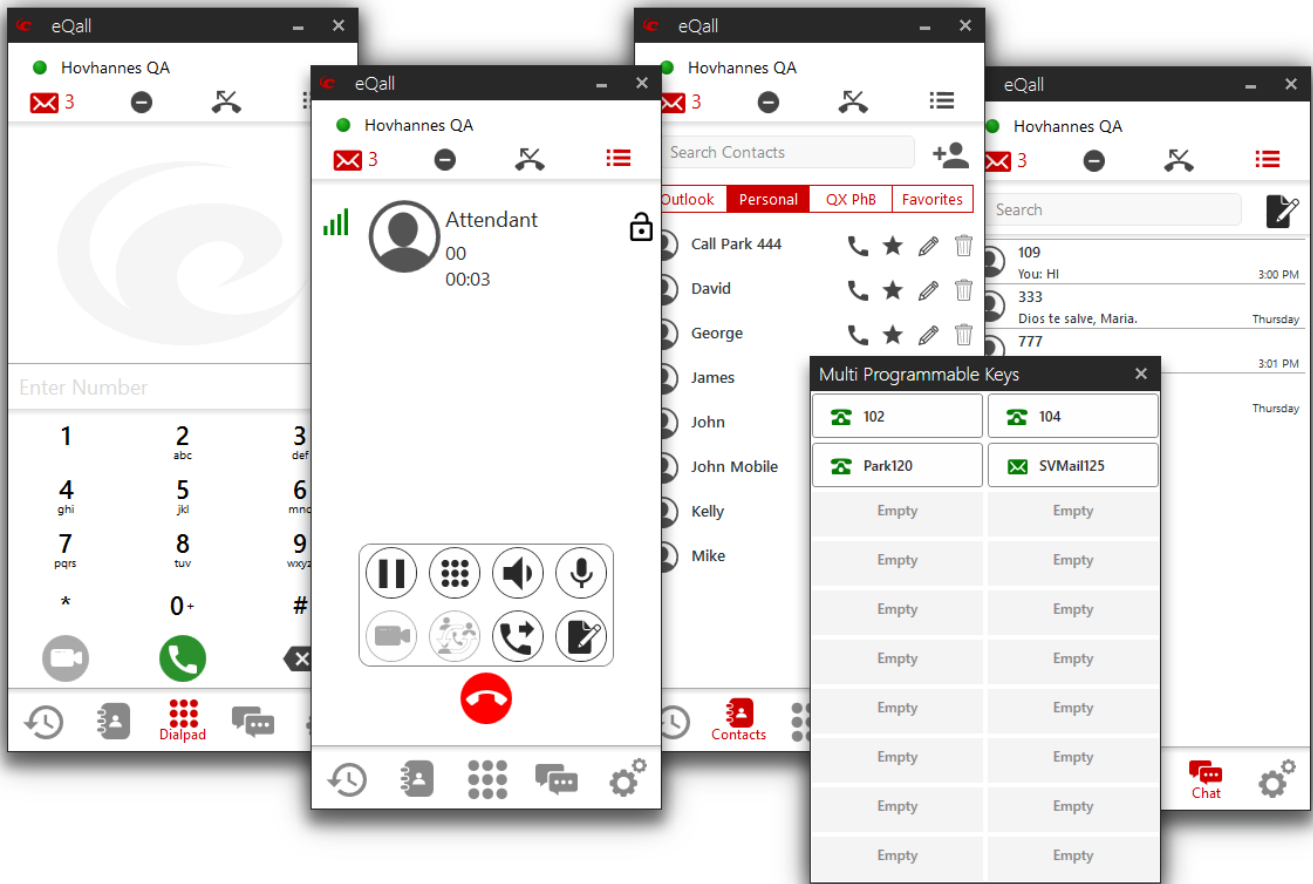 eQall
Hovhannes QA
3
Enter Number
1
2
abc
3
def
4
ghi
5
jkl
6
7
pqrs
8
tuv
9
*
0+
#
Dialpad
eQall
Hovhannes QA
3
Attendant
00
00:03
eQall
Hovhannes QA
3
Search Contacts
Outlook Personal QX PhB Favorites
Call Park 444
David
George
James
John
John Mobile
Kelly
Mike
Contacts
eQall
Hovhannes QA
3
Search
109
You: HI 3:00 PM
333
Dios te salve, Maria. Thursday
777
3:01 PM
Thursday
Chat
Multi Programmable Keys
102 104
Park120 SVMail125
Empty Empty
Empty Empty
Empty Empty
Empty Empty
Empty Empty
Empty Empty
Empty Empty
Empty Empty